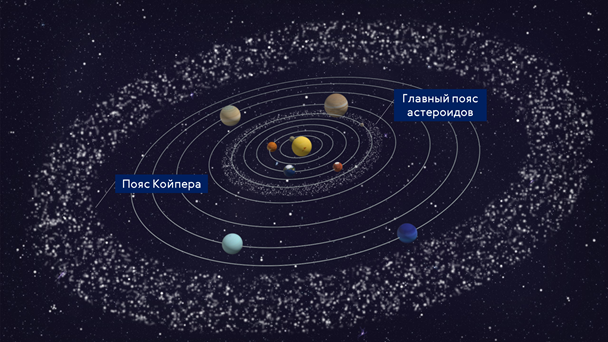 Главный пояс
астероидов
Пояс Койпера